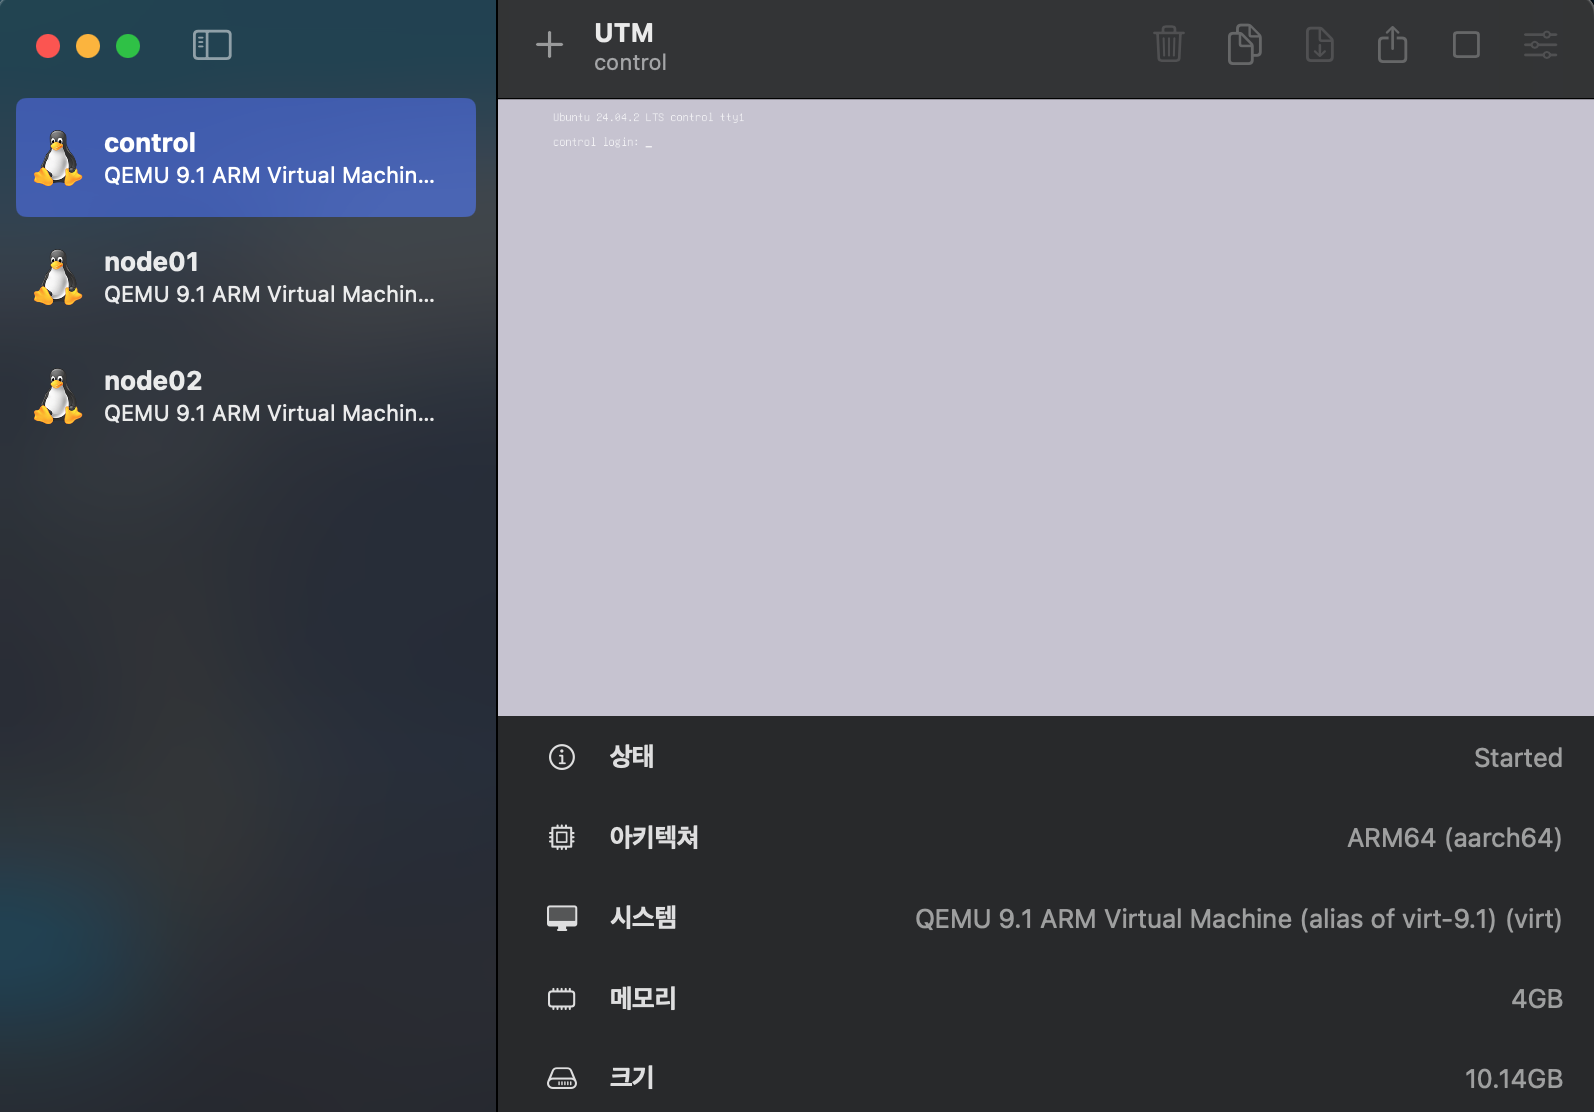 control
QEMU 9.1 ARM Virtual Machin...
node01
QEMU 9.1 ARM Virtual Machin...
node02
QEMU 9.1 ARM Virtual Machin...
UTM
control
Ubuntu 24.04.2 LTS control tty1
control login: _
상태 Started
아키텍쳐 ARM64 (aarch64)
시스템 QEMU 9.1 ARM Virtual Machine (alias of virt-9.1) (virt)
메모리 4GB
크기 10.14GB